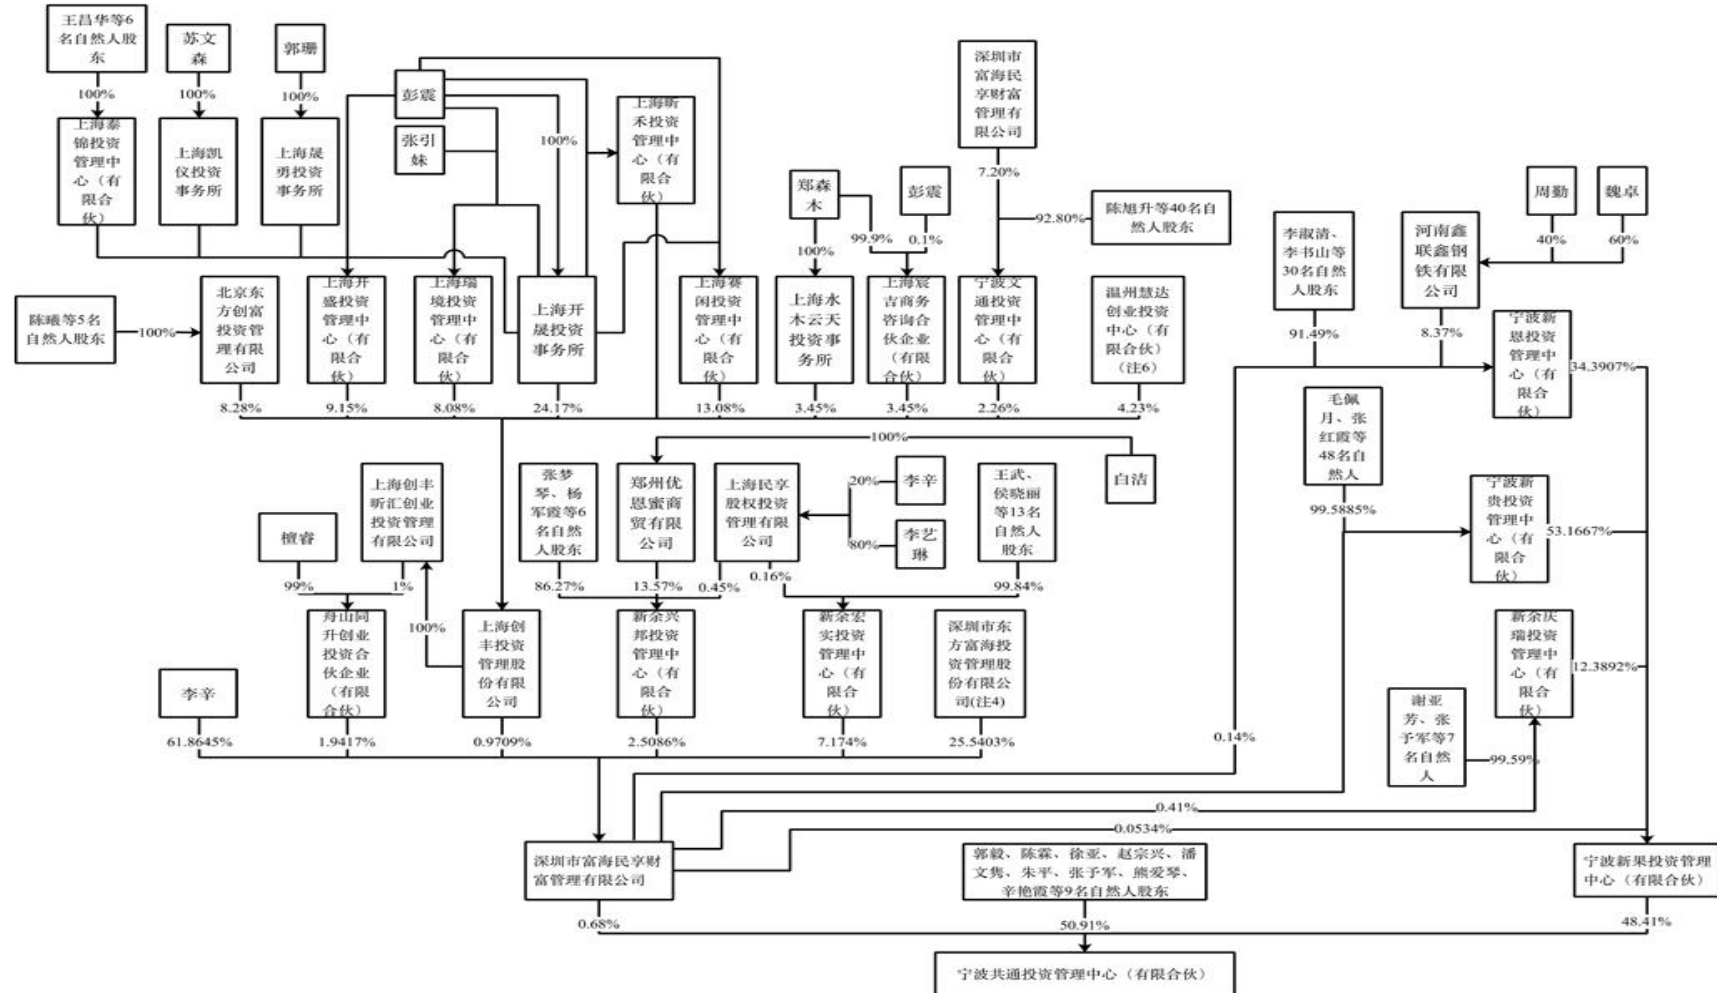 王昌华等6
名自然人股
东
苏文
森
郭珊
彭震
张引
妹
100%
100%
100%
100%
上海泰
锦投资
管理中
心（有
限合
伙）
上海凯
仪投资
事务所
上海晟
勇投资
事务所
上海昕
禾投资
管理中
心（有
限合
伙）
深圳市
富海民
享财富
管理有
限公司
7.20%
92.80%
陈旭升等40名自
然人股东
郑森
木
彭震
100%
99.9%
0.1%
李淑清、
李书山等
30名自然
人股东
91.49%
河南鑫
联鑫钢
铁有限
公司
8.37%
周勤
魏卓
40%
60%
陈曦等5名
自然人股东
100%
北京东
方创富
投资管
理有限
公司
上海开
盛投资
管理中
心（有
限合
伙）
上海瑞
境投资
管理中
心（有
限合
伙）
上海开
晟投资
事务所
上海赛
闲投资
管理中
心（有
限合
伙）
上海水
木云天
投资事
务所
上海宸
吉商务
咨询合
伙企业
（有限
合伙）
宁波文
通投资
管理中
心（有
限合
伙）
温州慧达
创业投资
中心（有
限合伙）
（注6）
宁波新
恩投资
管理中
心（有
限合
伙）
34.3907%
8.28%
9.15%
8.08%
24.17%
13.08%
3.45%
3.45%
2.26%
4.23%
毛佩
月、张
红霞等
48名自
然人
99.5885%
宁波新
贵投资
管理中
心（有
限合
伙）
53.1667%
100%
白洁
檀睿
99%
上海创丰
昕汇创业
投资管理
有限公司
1%
张梦
琴、杨
军霞等6
名自然
人股东
86.27%
郑州优
恩蜜商
贸有限
公司
13.57%
上海民享
股权投资
管理有限
公司
0.45%
0.16%
20%
李辛
80%
李艺
琳
王武、
侯晓丽
等13名
自然人
股东
99.84%
100%
李辛
舟山同
升创业
投资合
伙企业
（有限
合伙）
上海创
丰投资
管理股
份有限
公司
新余兴
邦投资
管理中
心（有
限合
伙）
新余宏
实投资
管理中
心（有
限合
伙）
深圳市东
方富海投
资管理股
份有限公
司(注4)
新余庆
瑞投资
管理中
心（有
限合
伙）
12.3892%
谢亚
芳、张
予军等7
名自然
人
99.59%
61.8645%
1.9417%
0.9709%
2.5086%
7.174%
25.5403%
0.14%
0.41%
0.0534%
深圳市富海民享财
富管理有限公司
郭毅、陈霖、徐亚、赵宗兴、潘
文隽、朱平、张予军、熊爱琴、
辛艳霞等9名自然人股东
宁波新果投资管理
中心（有限合伙）
0.68%
50.91%
48.41%
宁波共通投资管理中心（有限合伙）